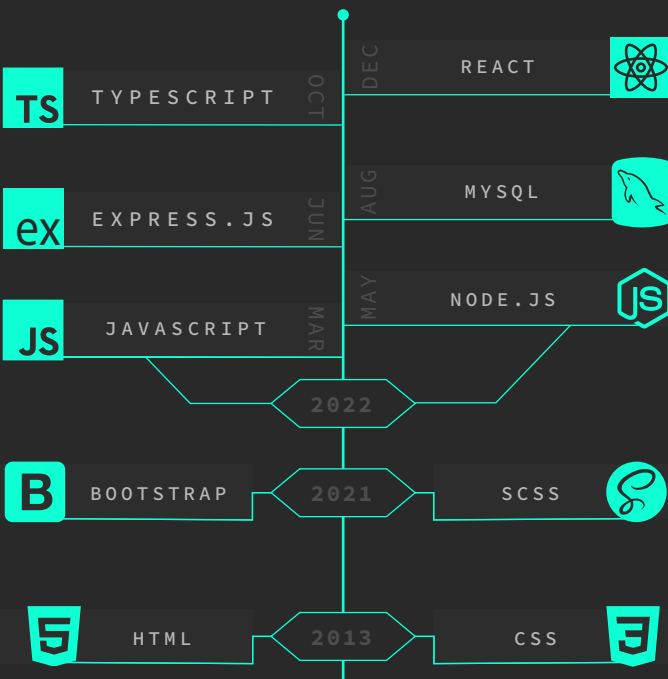 DEC
REACT
OCT
TS
TYPESCRIPT
AUG
MYSQL
JUN
ex
EXPRESS.JS
MAY
NODE.JS
JS
MAR
JS
JAVASCRIPT
2022
B
BOOTSTRAP
2021
SCSS
S
5
HTML
2013
CSS
3